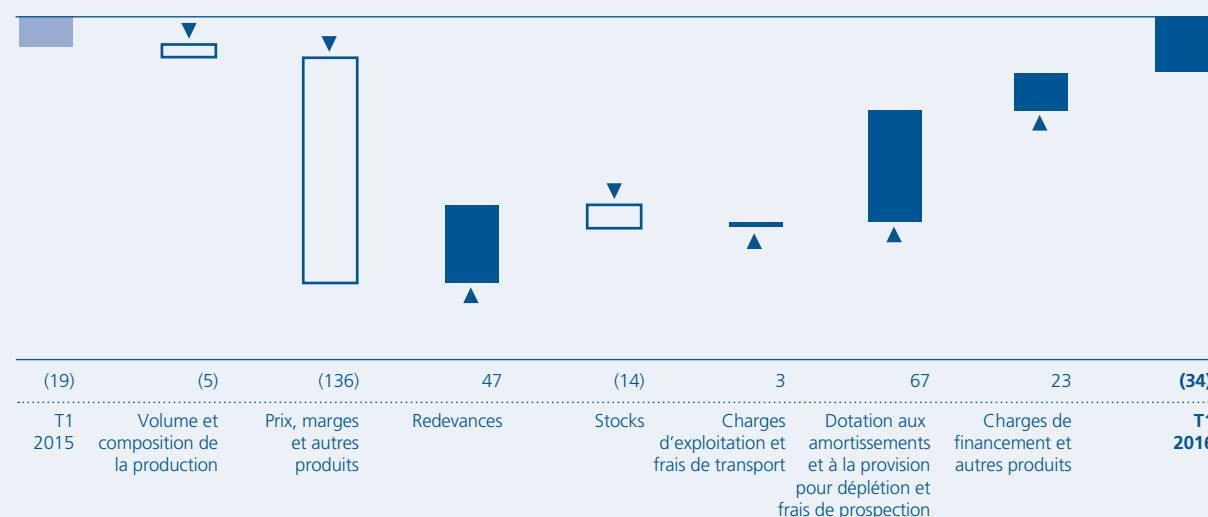 (19) (5) (136) 47 (14) 3 67 23 (34)
T1
2015
Volume et
composition de
la production
Prix, marges
et autres
produits
Redevances
Stocks
Charges
d'exploitation et
frais de transport
Dotation aux
amortissements
et à la provision
pour déplétion et
frais de prospection
Charges de
financement et
autres produits
T1
2016